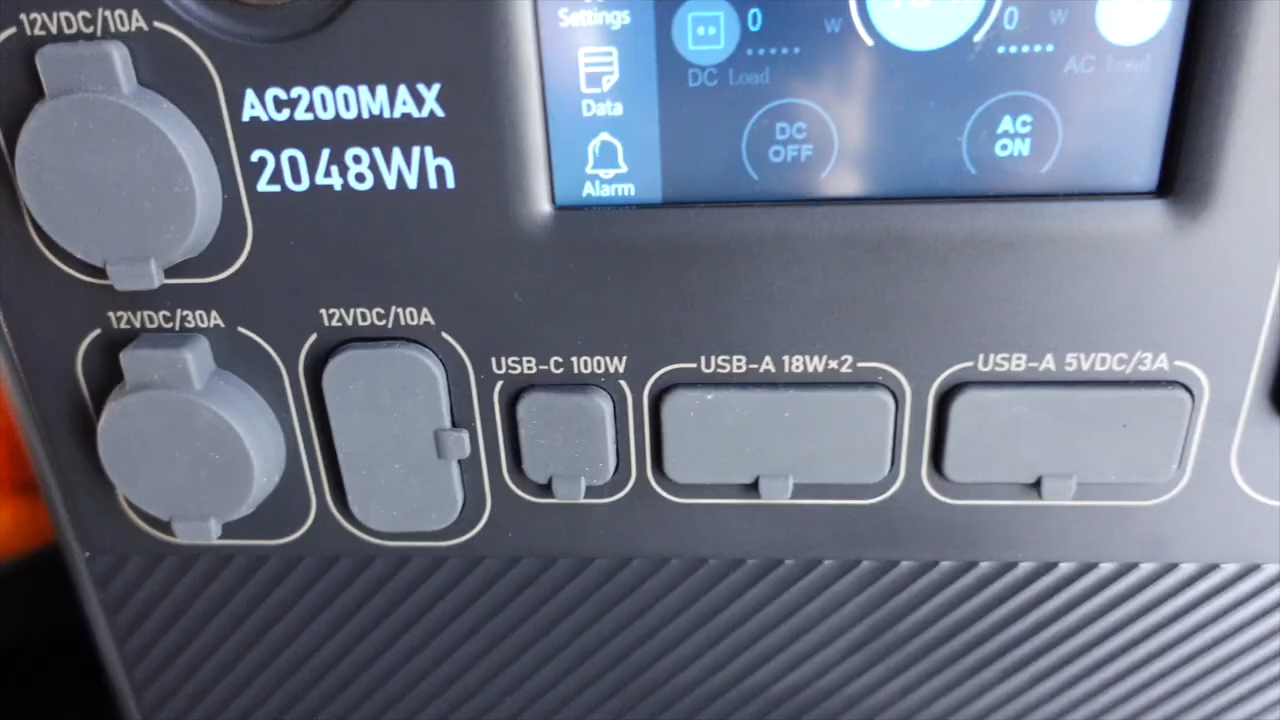 12VDC/10A
AC200MAX
2048Wh
Settings
Data
Alarm
0 W
DC Load
0 W
AC Load
DC OFF
AC ON
12VDC/30A
12VDC/10A
USB-C 100W
USB-A 18W×2
USB-A 5VDC/3A